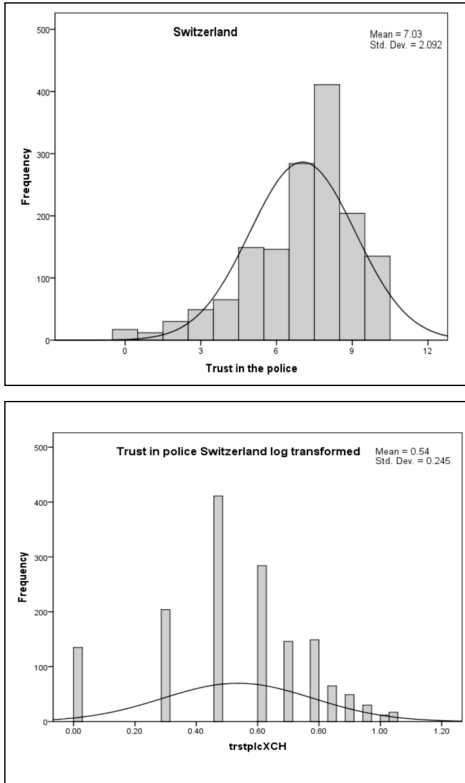 Switzerland
Mean = 7.03
Std. Dev. = 2.092
500
400
300
200
100
0
Frequency
0 3 6 9 12
Trust in the police
Trust in police Switzerland log transformed
Mean = 0.54
Std. Dev. = 0.245
500
400
300
200
100
0
Frequency
0.00 0.20 0.40 0.60 0.80 1.00 1.20
trstplcXCH